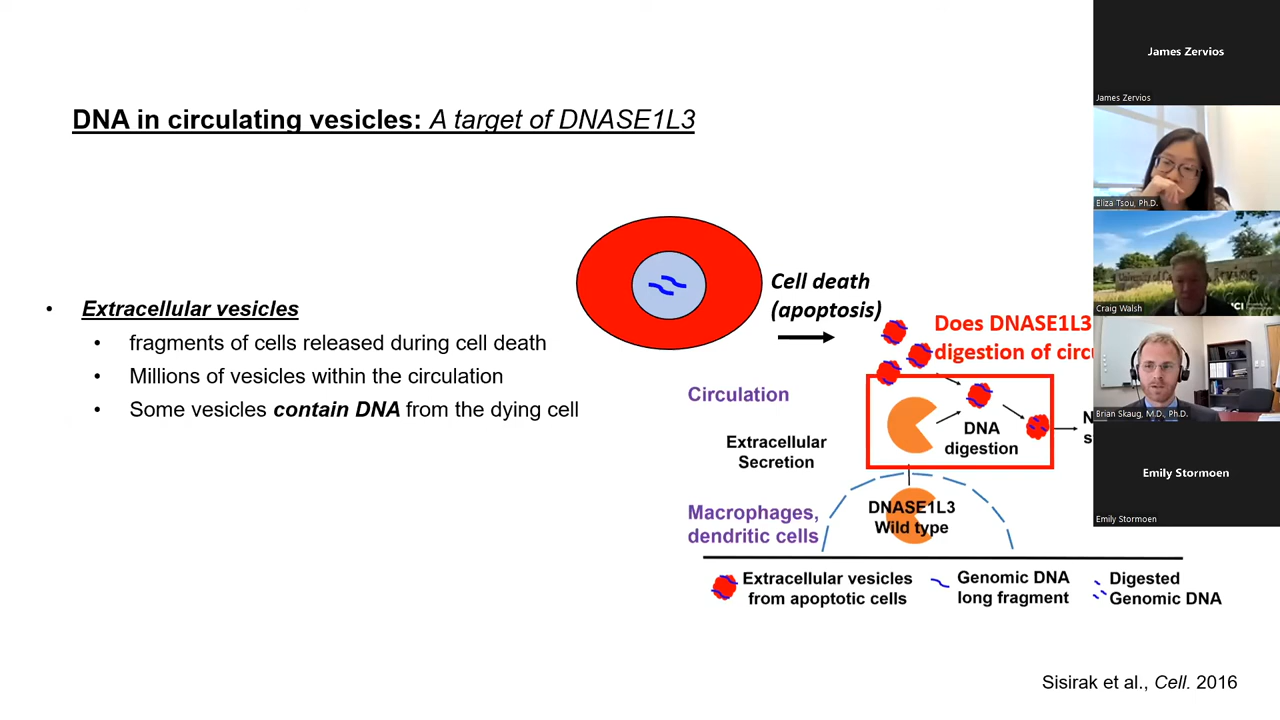 DNA in circulating vesicles: A target of DNASE1L3
• Extracellular vesicles
• fragments of cells released during cell death
• Millions of vesicles within the circulation
• Some vesicles contain DNA from the dying cell
Cell death
(apoptosis)
Does DNASE1L3
digestion of
Circulation
Extracellular
Secretion
DNA
digestion
Macrophages,
dendritic cells
DNASE1L3
Wild type
Extracellular vesicles
from apoptotic cells
Genomic DNA
long fragment
Digested
Genomic DNA
Sisirak et al., Cell. 2016
James Zervios
James Zervios
Eliza Tsou, Ph.D.
University of
Irvine
UCI
Craig Walsh
Brian Skaug, M.D., Ph.D.
Emily Stormoen
Emily Stormoen